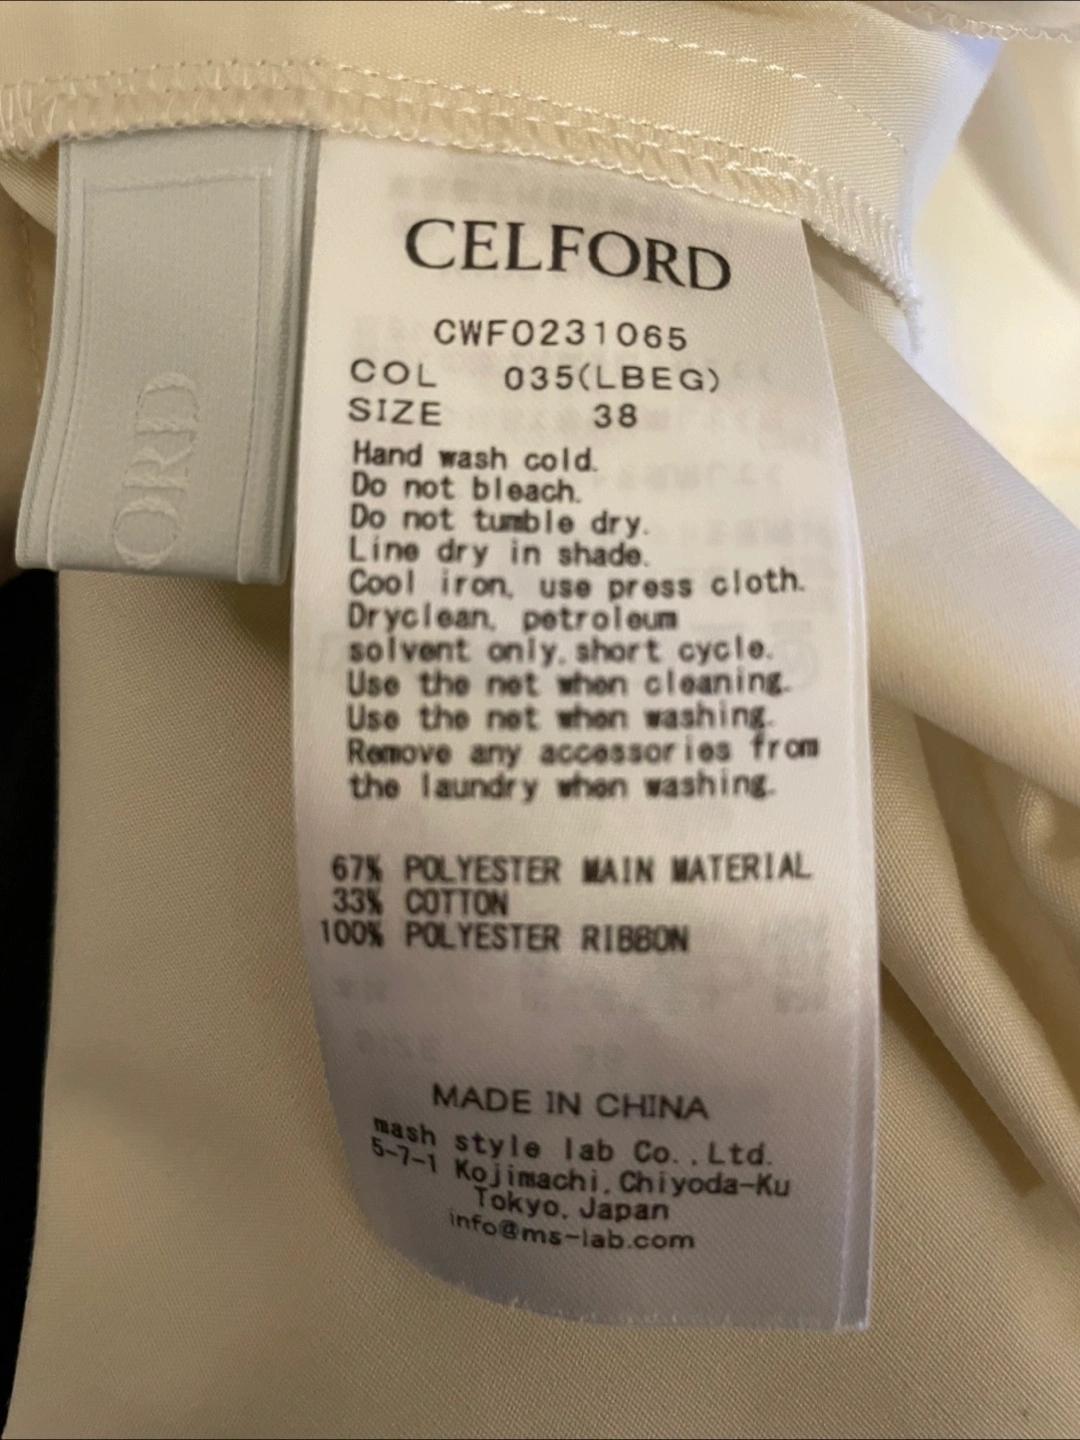 CELFORD
CWF0231065
COL 035(LBEG)
SIZE 38
Hand wash cold.
Do not bleach.
Do not tumble dry.
Line dry in shade.
Cool iron, use press cloth.
Dryclean, petroleum
solvent only, short cycle.
Use the net when cleaning.
Use the net when washing.
Remove any accessories from
the laundry when washing.
67% POLYESTER MAIN MATERIAL
33% COTTON
100% POLYESTER RIBBON
MADE IN CHINA
mash style lab Co.,Ltd.
5-7-1 Kojimachi, Chiyoda-Ku
Tokyo, Japan
info@ms-lab.com
ORD